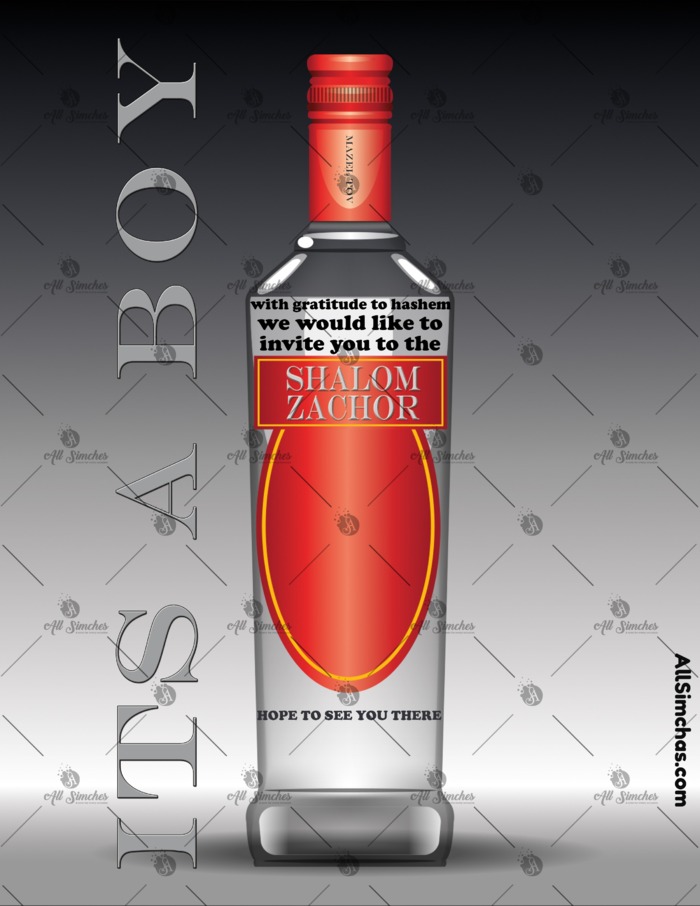 ITS A BOY
MAZEL TOV
with gratitude to hashem
we would like to
invite you to the
SHALOM
ZACHOR
HOPE TO SEE YOU THERE
AllSimchas.com
All Simches